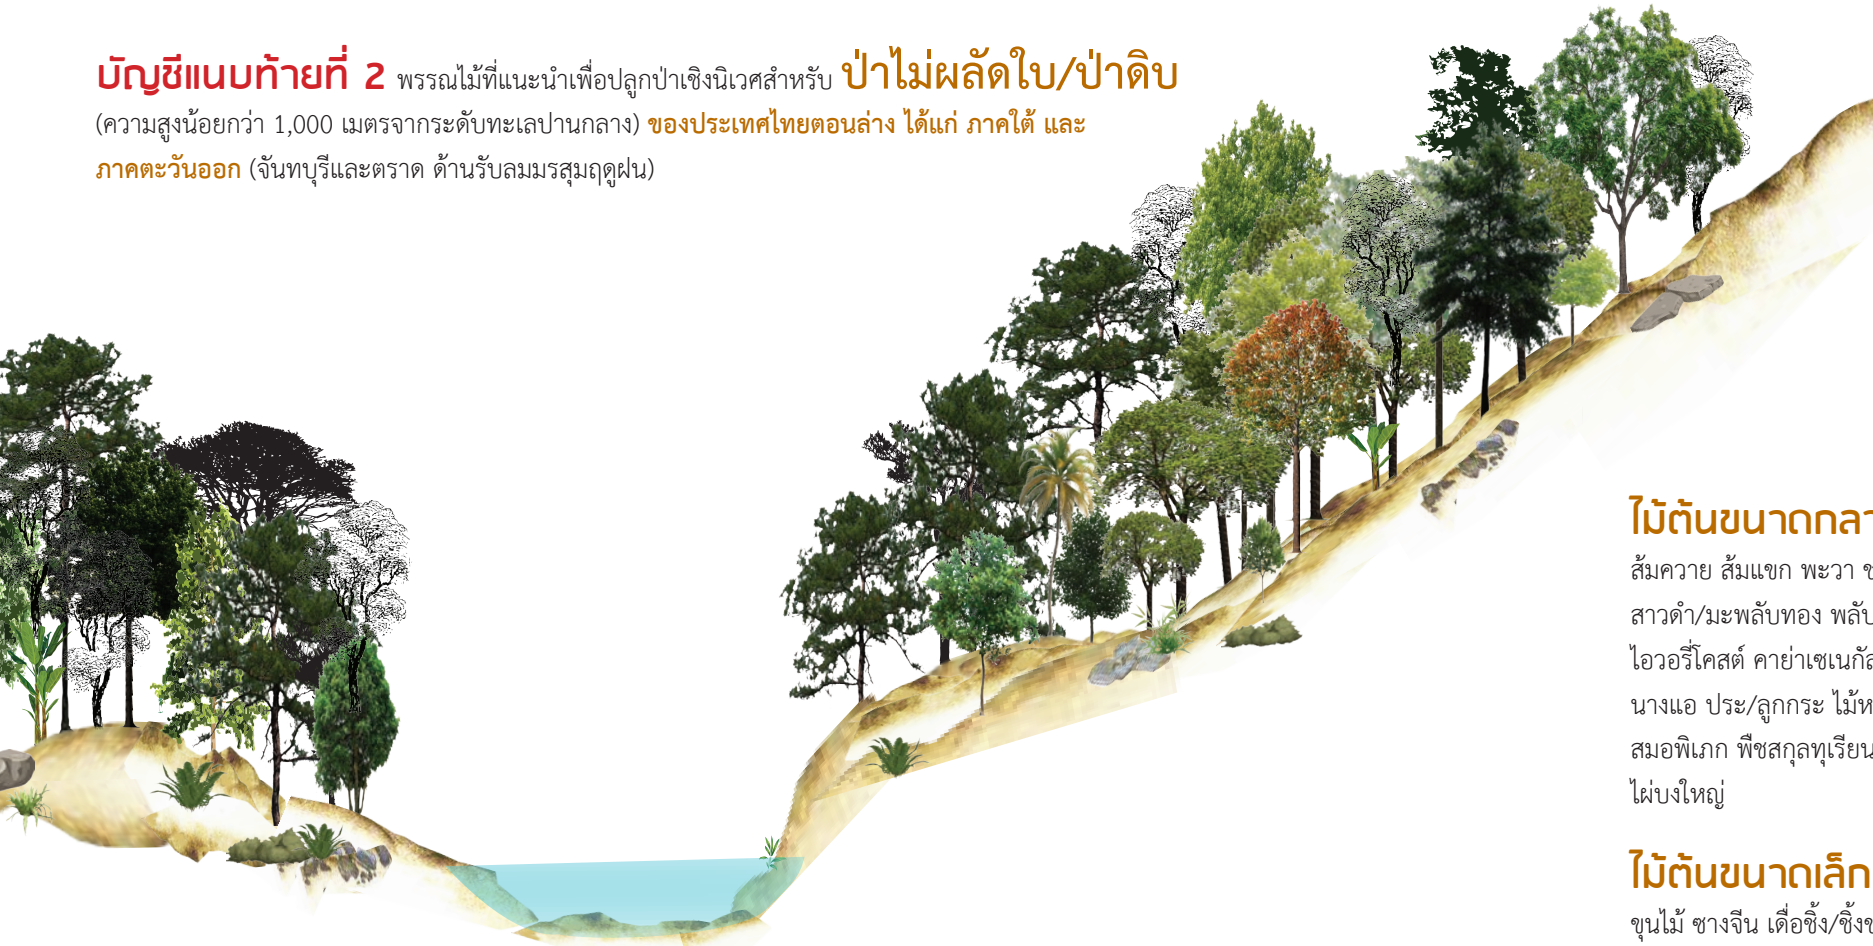 บัญชีแนบท้ายที่ 2 พรรณไม้ที่แนะนำเพื่อปลูกป่าเชิงนิเวศสำหรับ ป่าไม่ผลัดใบ/ป่าดิบ
(ความสูงน้อยกว่า 1,000 เมตรจากระดับทะเลปานกลาง) ของประเทศไทยตอนล่าง ได้แก่ ภาคใต้ และ
ภาคตะวันออก (จันทบุรีและตราด ด้านรับลมมรสุมฤดูฝน)
ไม้ต้นขนาดกลา
ส้มควาย ส้มแขก พะวา
สาวดำ/มะพลับทอง พลับ
ไอวอรี่โคสต์ คาย่าเซเนกัล
นางแอ ประ/ลูกกระ
สมอพิเภก พืชสกุลทุเรียน
ไผ่บงใหญ่
ไม้ต้นขนาดเล็ก
ขุนไม้ ซางจีน เดื่อชิ้ง/ชิ้งข